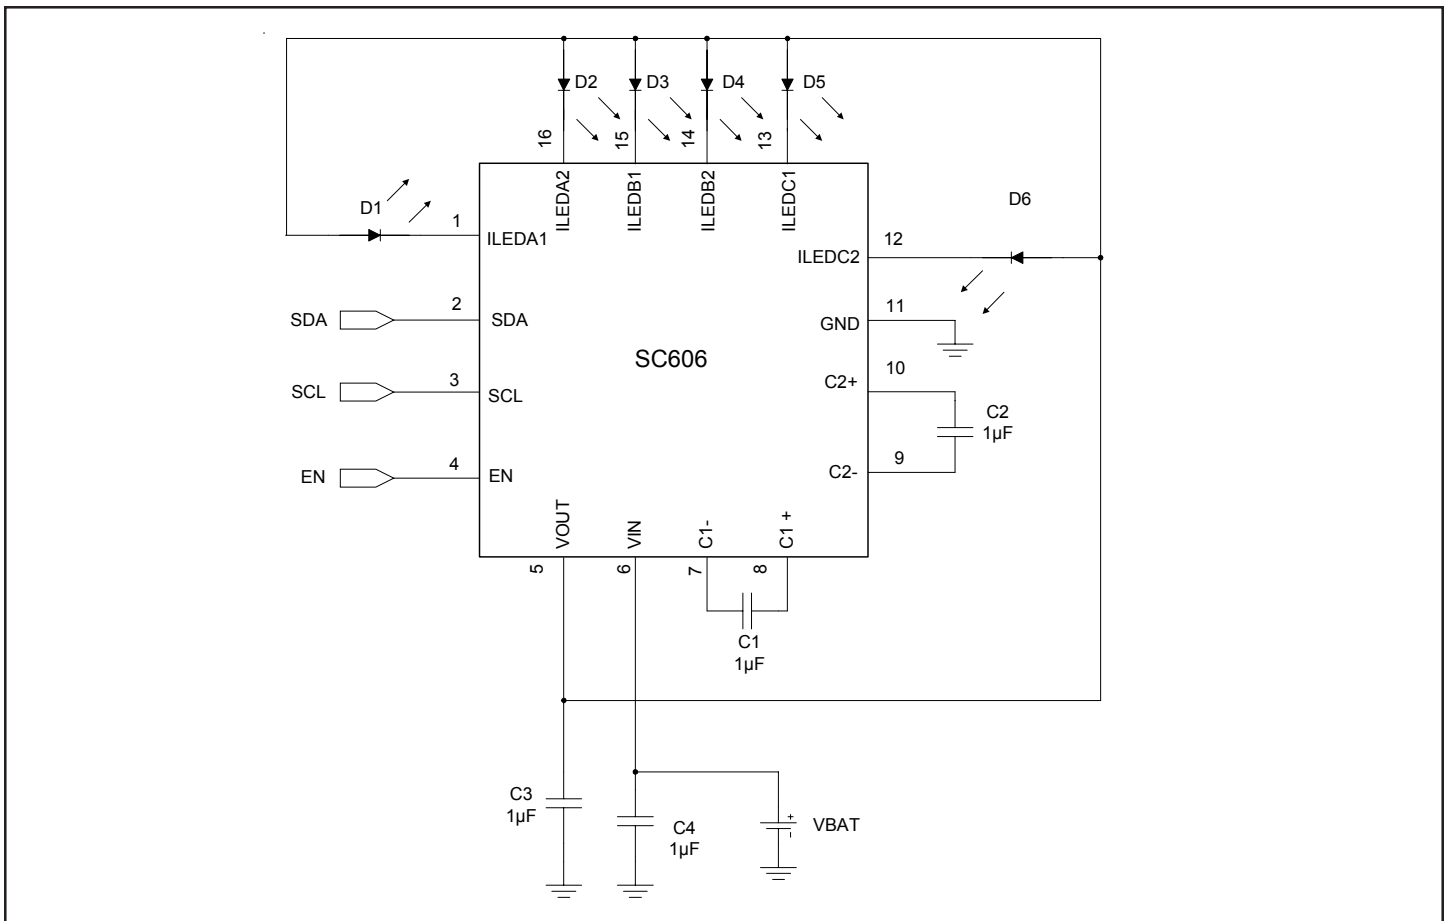 D2
D3
D4
D5
16
15
14
13
ILEDA2
ILEDB1
ILEDB2
ILEDC1
D1
1
ILEDA1
D6
12
ILEDC2
SDA
2
SDA
11
GND
SC606
SCL
3
SCL
10
C2+
C2
1µF
EN
4
EN
9
C2-
VOUT
VIN
C1-
C1 +
5
6
7
8
C1
1µF
C3
1µF
C4
1µF
+
-
VBAT